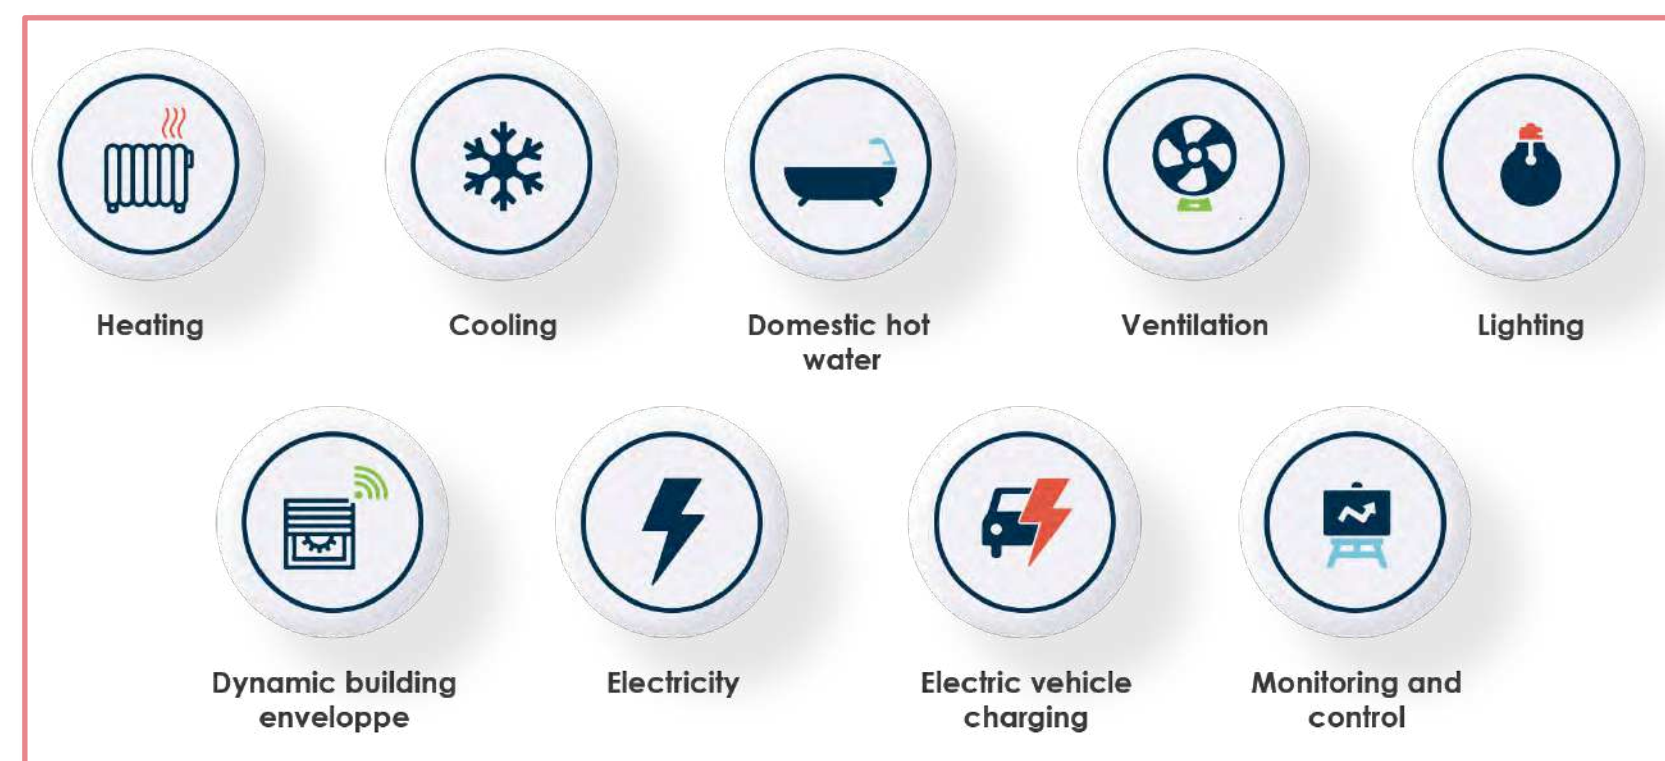 Heating
Cooling
Domestic hot
water
Ventilation
Lighting
Dynamic building
enveloppe
Electricity
Electric vehicle
charging
Monitoring and
control